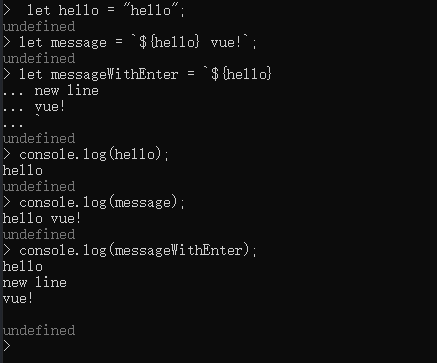 >  let hello = "hello";
undefined
> let message = `${hello} vue!`;
undefined
> let messageWithEnter = `${hello}
... new line
... vue!
... `
undefined
> console.log(hello);
hello
undefined
> console.log(message);
hello vue!
undefined
> console.log(messageWithEnter);
hello
new line
vue!

undefined
>